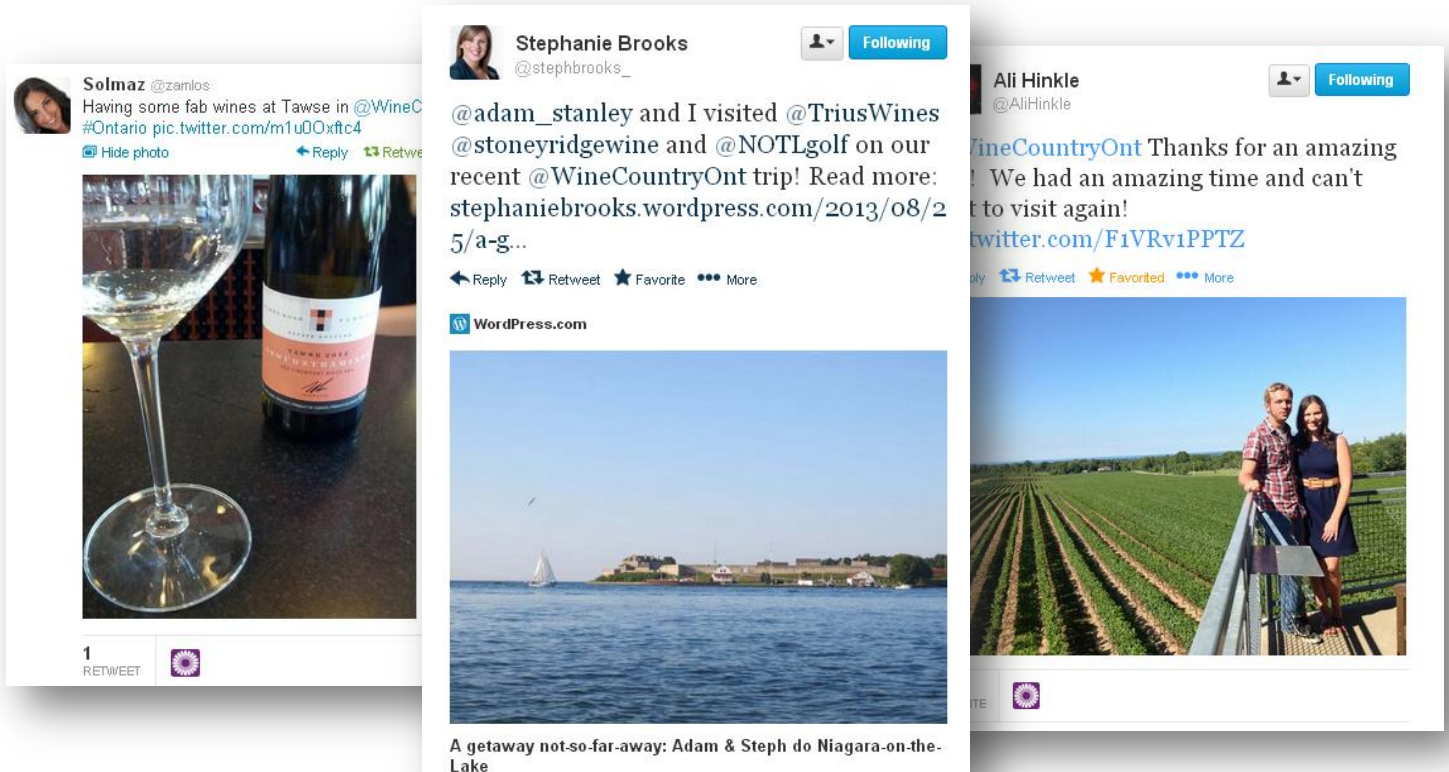 Solmaz @zamlos
Having some fab wines at Tawse in @WineC
#Ontario pic.twitter.com/m1u0Oxftc4
Hide photo Reply Retwe
TAWSE 2012
1
RETWEET
Stephanie Brooks Following
@stephbrooks_
@adam_stanley and I visited @TriusWines
@stoneyridgewine and @NOTLgolf on our
recent @WineCountryOnt trip! Read more:
stephaniebrooks.wordpress.com/2013/08/2
5/a-g...
Reply Retweet Favorite More
WordPress.com
A getaway not-so-far-away: Adam & Steph do Niagara-on-the-
Lake
Ali Hinkle Following
@AliHinkle
VineCountryOnt Thanks for an amazing
! We had an amazing time and can't
t to visit again!
twitter.com/F1VRv1PPTZ
ly Retweet Favorited More
ITE